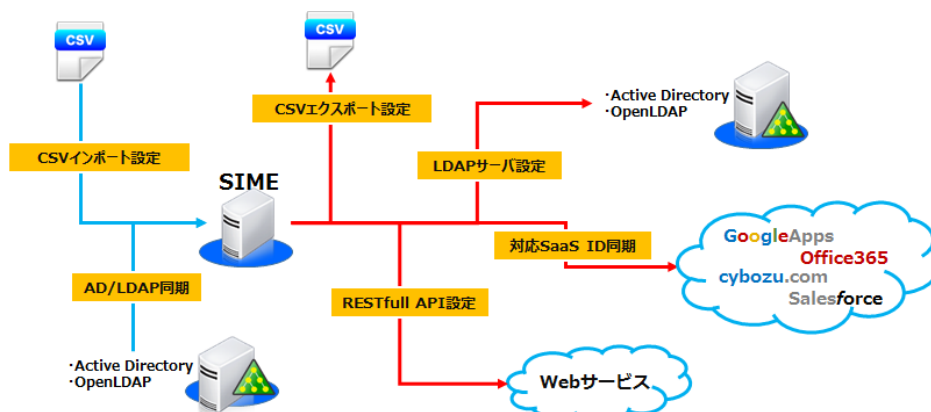 CSV
CSV
CSVエクスポート設定
・Active Directory
・OpenLDAP
CSVインポート設定
LDAPサーバ設定
SIME
対応SaaS ID同期
GoogleApps
Office365
cybozu.com
Salesforce
AD/LDAP同期
RESTfull API設定
・Active Directory
・OpenLDAP
Webサービス